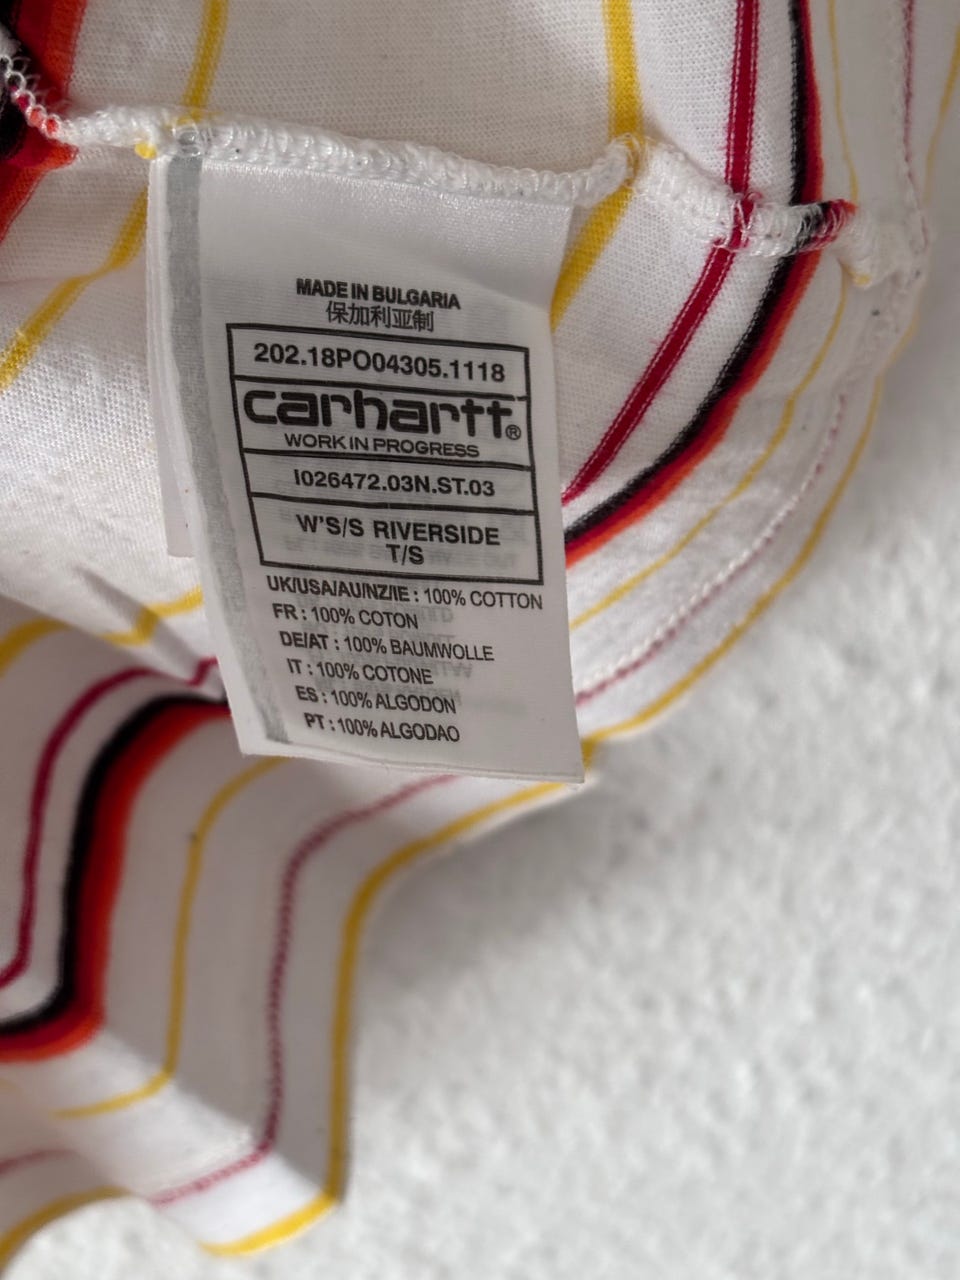 MADE IN BULGARIA
保加利亚制
202.18PO04305.1118
carhartt®
WORK IN PROGRESS
I026472.03N.ST.03
W'S/S RIVERSIDE
T/S
UK/USA/AU/NZ/IE : 100% COTTON
FR : 100% COTON
DE/AT : 100% BAUMWOLLE
IT : 100% COTONE
ES : 100% ALGODON
PT : 100% ALGODAO